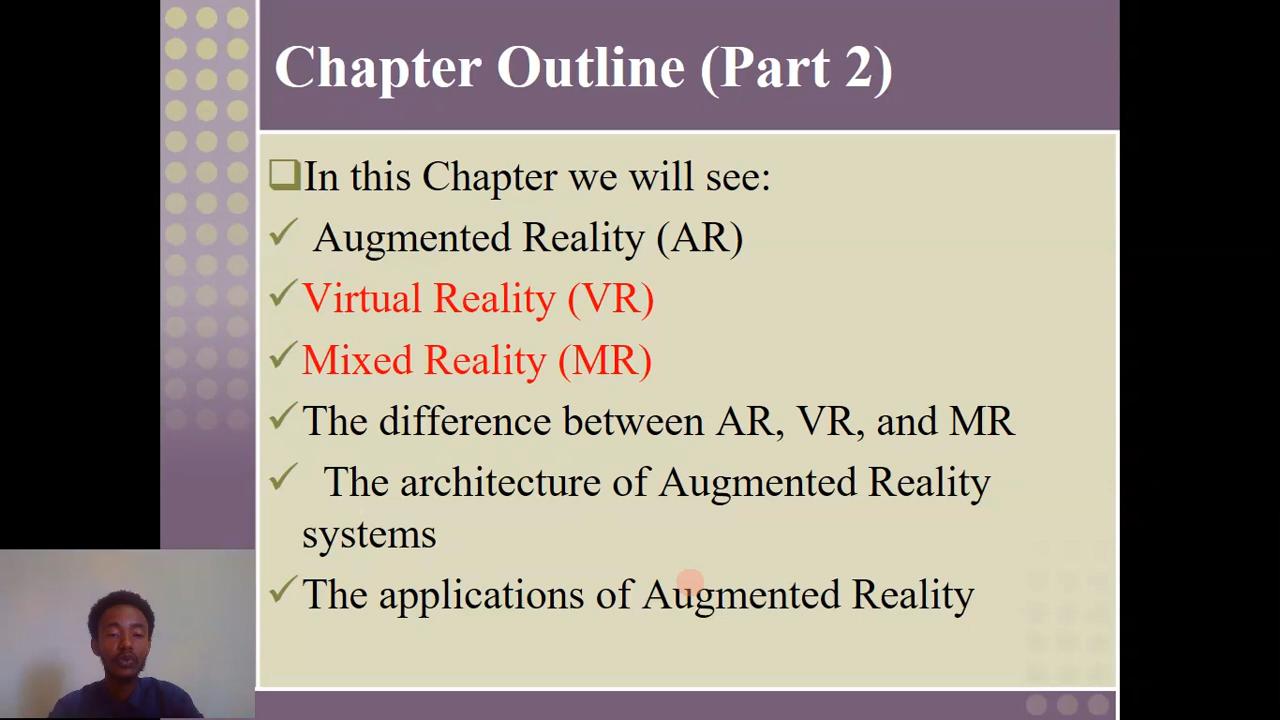 Chapter Outline (Part 2)
In this Chapter we will see:
Augmented Reality (AR)
Virtual Reality (VR)
Mixed Reality (MR)
The difference between AR, VR, and MR
The architecture of Augmented Reality
systems
The applications of Augmented Reality